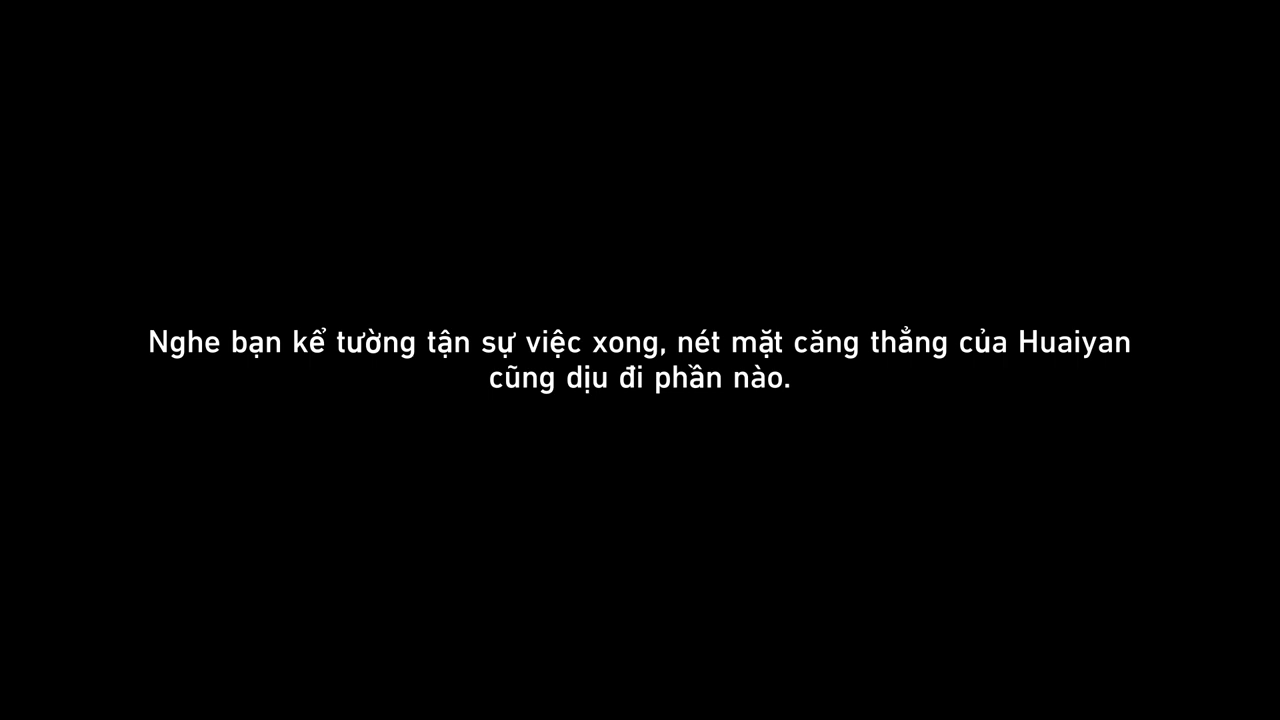 Nghe bạn kể tường tận sự việc xong, nét mặt căng thẳng của Huaiyan
cũng dịu đi phần nào.